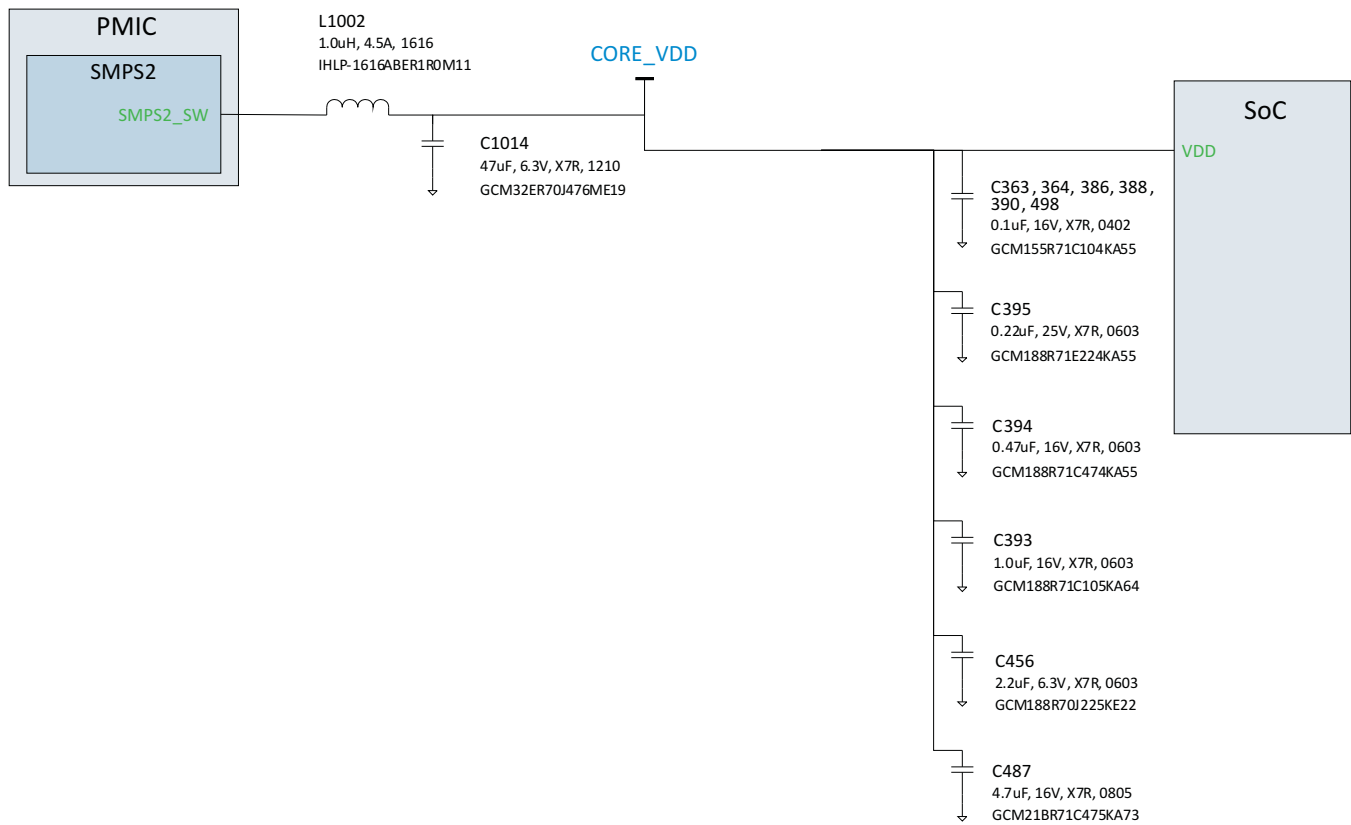 PMIC
SMPS2
SMPS2_SW
L1002
1.0uH, 4.5A, 1616
IHLP-1616ABER1R0M11
CORE_VDD
C1014
47uF, 6.3V, X7R, 1210
GCM32ER70J476ME19
SoC
VDD
C363, 364, 386, 388,
390, 498
0.1uF, 16V, X7R, 0402
GCM155R71C104KA55
C395
0.22uF, 25V, X7R, 0603
GCM188R71E224KA55
C394
0.47uF, 16V, X7R, 0603
GCM188R71C474KA55
C393
1.0uF, 16V, X7R, 0603
GCM188R71C105KA64
C456
2.2uF, 6.3V, X7R, 0603
GCM188R70J225KE22
C487
4.7uF, 16V, X7R, 0805
GCM21BR71C475KA73